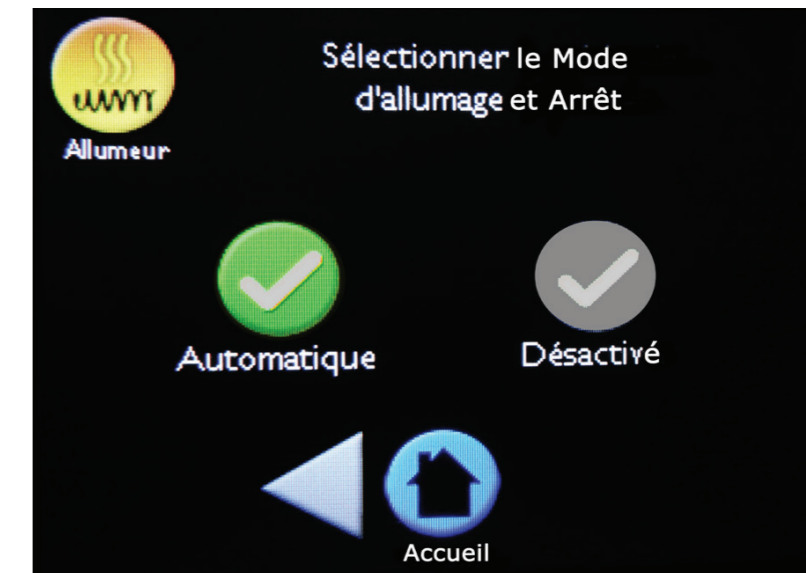 Sélectionner le Mode
d'allumage et Arrêt
Allumeur
Automatique
Désactivé
Accueil